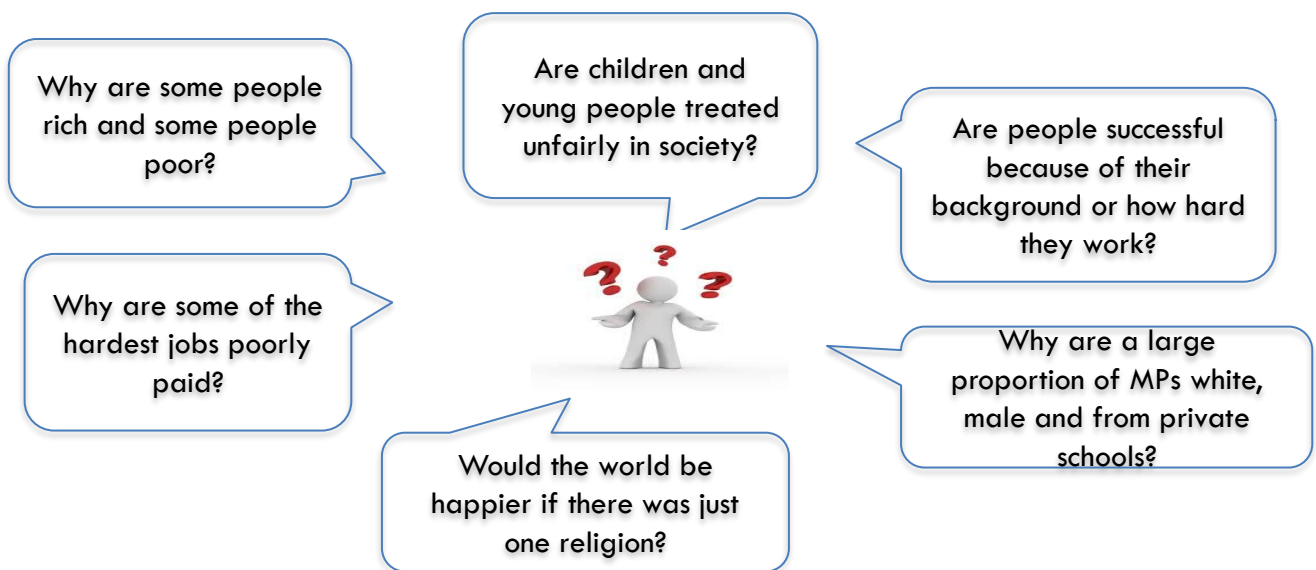 Why are some people
rich and some people
poor?
Are children and
young people treated
unfairly in society?
Are people successful
because of their
background or how hard
they work?
Why are some of the
hardest jobs poorly
paid?
Why are a large
proportion of MPs white,
male and from private
schools?
Would the world be
happier if there was just
one religion?